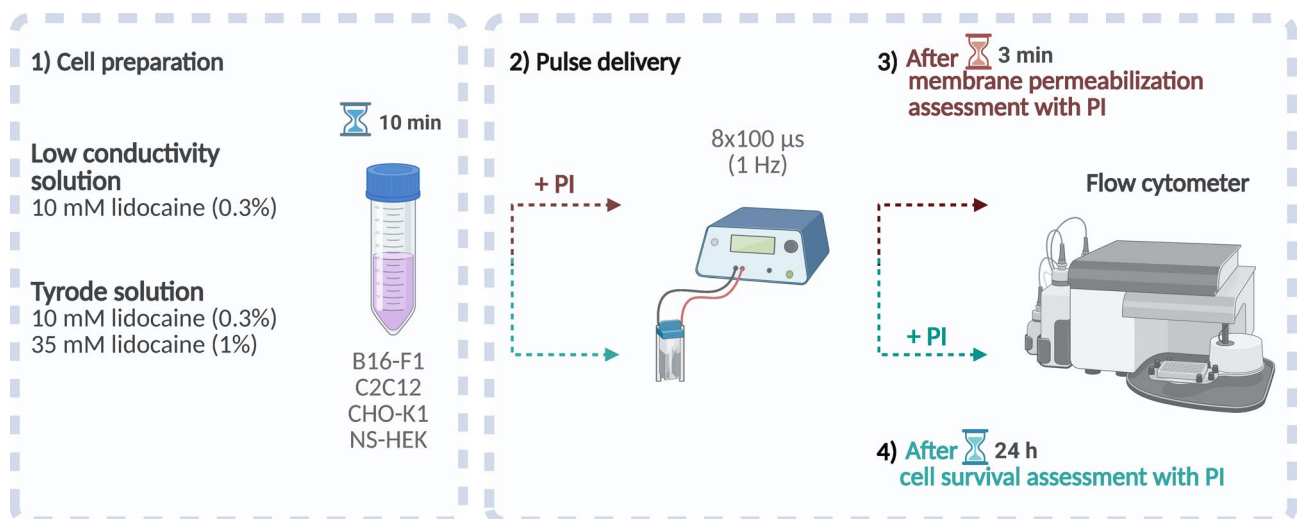 1) Cell preparation
10 min
Low conductivity
solution
10 mM lidocaine (0.3%)
Tyrode solution
10 mM lidocaine (0.3%)
35 mM lidocaine (1%)
B16-F1
C2C12
CHO-K1
NS-HEK
2) Pulse delivery
+ PI
8x100 µs
(1 Hz)
3) After 3 min
membrane permeabilization
assessment with PI
Flow cytometer
+ PI
4) After 24 h
cell survival assessment with PI